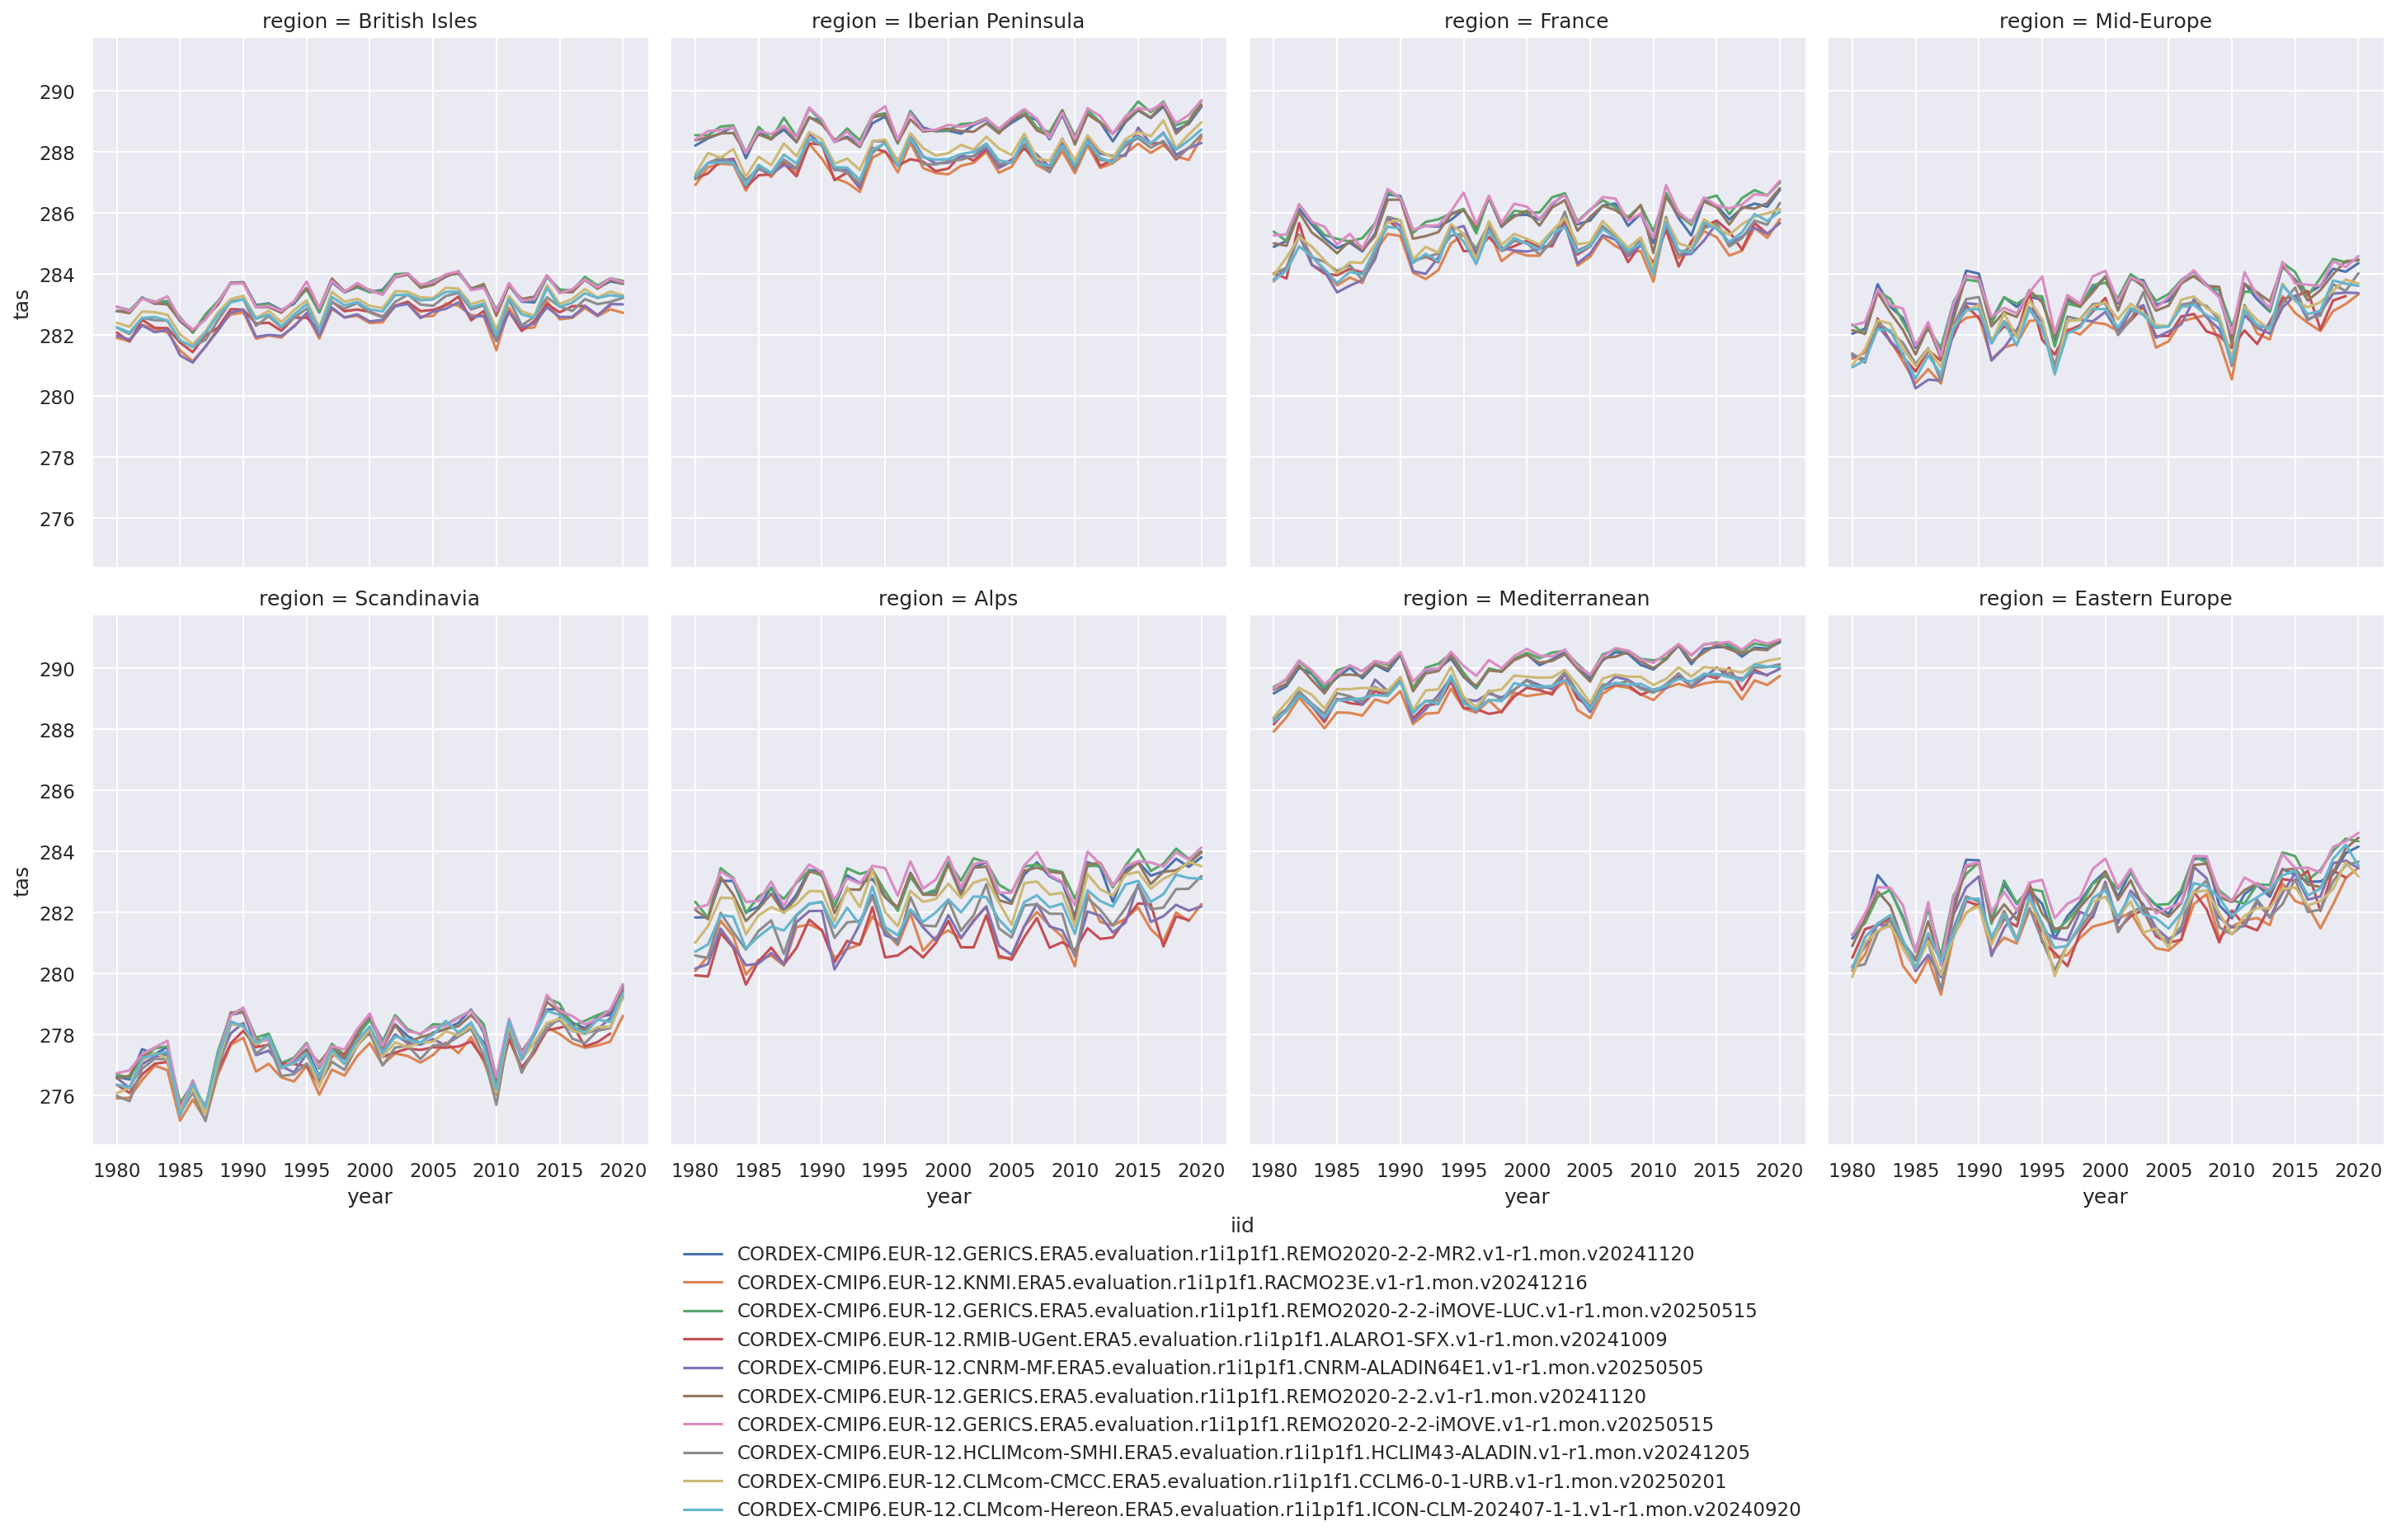 region = British Isles
region = Iberian Peninsula
region = France
region = Mid-Europe
290
288
286
284
282
280
278
276
tas
region = Scandinavia
region = Alps
region = Mediterranean
region = Eastern Europe
290
288
286
284
282
280
278
276
tas
1980 1985 1990 1995 2000 2005 2010 2015 2020
1980 1985 1990 1995 2000 2005 2010 2015 2020
1980 1985 1990 1995 2000 2005 2010 2015 2020
1980 1985 1990 1995 2000 2005 2010 2015 2020
year
year
year
year
iid
CORDEX-CMIP6.EUR-12.GERICS.ERA5.evaluation.r1i1p1f1.REMO2020-2-2-MR2.v1-r1.mon.v20241120
CORDEX-CMIP6.EUR-12.KNMI.ERA5.evaluation.r1i1p1f1.RACMO23E.v1-r1.mon.v20241216
CORDEX-CMIP6.EUR-12.GERICS.ERA5.evaluation.r1i1p1f1.REMO2020-2-2-iMOVE-LUC.v1-r1.mon.v20250515
CORDEX-CMIP6.EUR-12.RMIB-UGent.ERA5.evaluation.r1i1p1f1.ALARO1-SFX.v1-r1.mon.v20241009
CORDEX-CMIP6.EUR-12.CNRM-MF.ERA5.evaluation.r1i1p1f1.CNRM-ALADIN64E1.v1-r1.mon.v20250505
CORDEX-CMIP6.EUR-12.GERICS.ERA5.evaluation.r1i1p1f1.REMO2020-2-2.v1-r1.mon.v20241120
CORDEX-CMIP6.EUR-12.GERICS.ERA5.evaluation.r1i1p1f1.REMO2020-2-2-iMOVE.v1-r1.mon.v20250515
CORDEX-CMIP6.EUR-12.HCLIMcom-SMHI.ERA5.evaluation.r1i1p1f1.HCLIM43-ALADIN.v1-r1.mon.v20241205
CORDEX-CMIP6.EUR-12.CLMcom-CMCC.ERA5.evaluation.r1i1p1f1.CCLM6-0-1-URB.v1-r1.mon.v20250201
CORDEX-CMIP6.EUR-12.CLMcom-Hereon.ERA5.evaluation.r1i1p1f1.ICON-CLM-202407-1-1.v1-r1.mon.v20240920